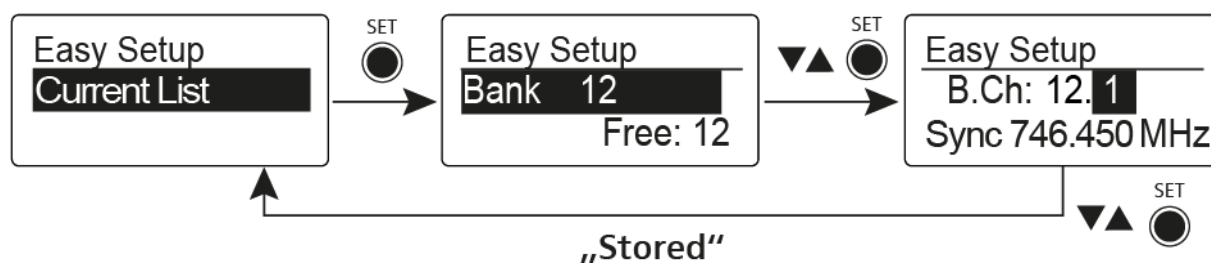 Easy Setup
Current List
SET
Easy Setup
Bank 12
Free: 12
▼▲
SET
Easy Setup
B.Ch: 12.1
Sync 746.450 MHz
▼▲
SET
„Stored“